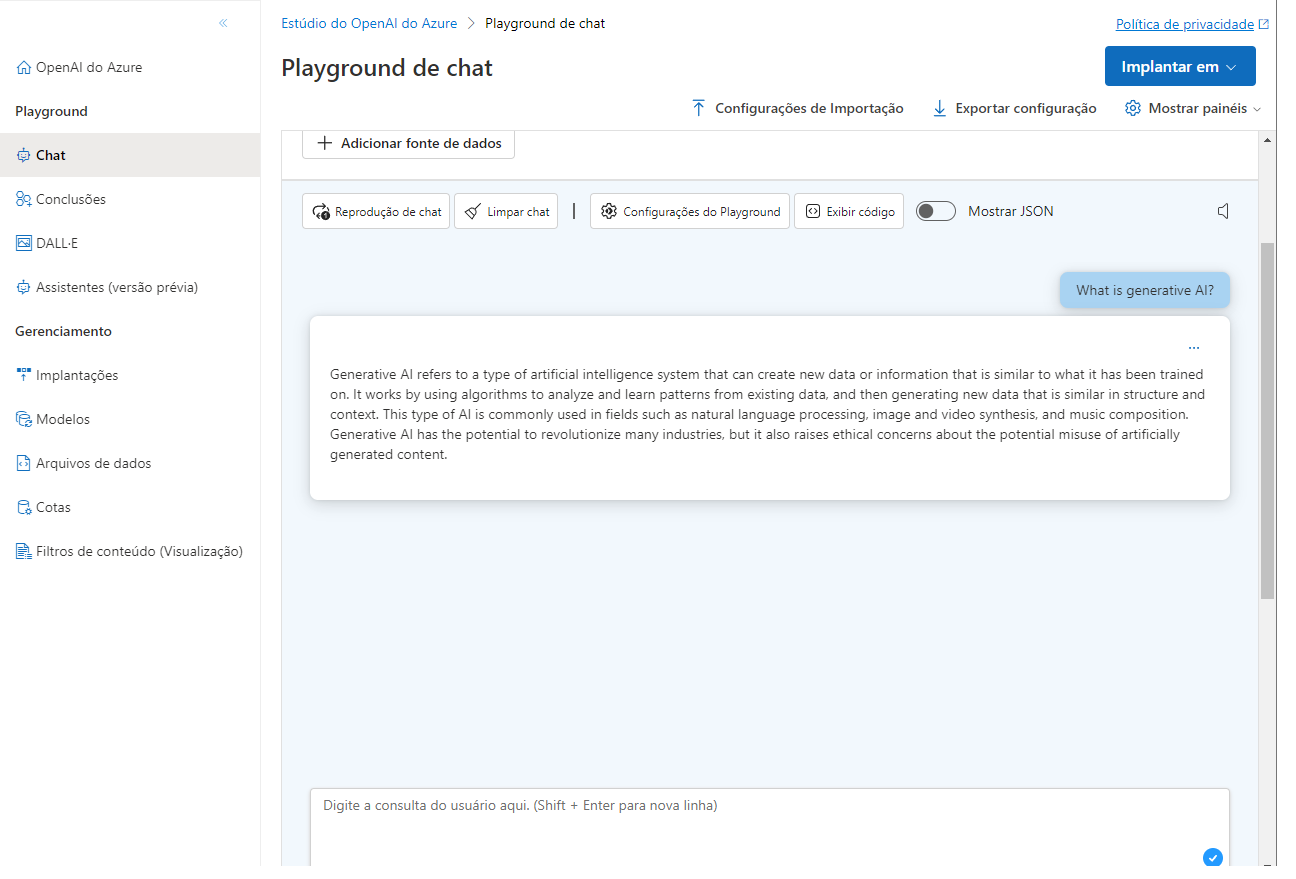 Estúdio do OpenAI do Azure > Playground de chat
Política de privacidade
Playground de chat
Implantar em
Configurações de Importação
Exportar configuração
Mostrar painéis
OpenAI do Azure
Playground
Chat
Conclusões
DALL·E
Assistentes (versão prévia)
Gerenciamento
Implantações
Modelos
Arquivos de dados
Cotas
Filtros de conteúdo (Visualização)
+ Adicionar fonte de dados
Reprodução de chat
Limpar chat
Configurações do Playground
Exibir código
Mostrar JSON
What is generative AI?
...
Generative AI refers to a type of artificial intelligence system that can create new data or information that is similar to what it has been trained
on. It works by using algorithms to analyze and learn patterns from existing data, and then generating new data that is similar in structure and
context. This type of AI is commonly used in fields such as natural language processing, image and video synthesis, and music composition.
Generative AI has the potential to revolutionize many industries, but it also raises ethical concerns about the potential misuse of artificially
generated content.
Digite a consulta do usuário aqui. (Shift + Enter para nova linha)